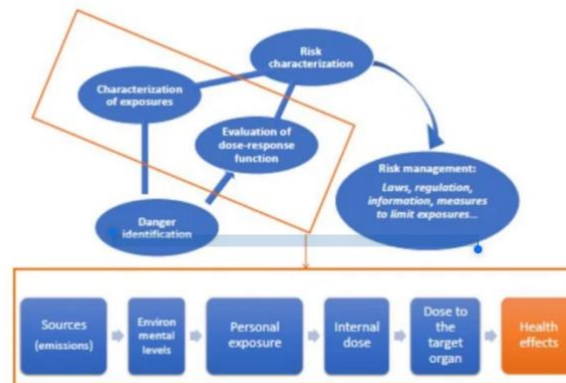 Risk
characterization
Characterization
of exposures
Evaluation of
dose-response
function
Risk management:
Laws, regulation,
information, measures
to limit exposures...
Danger
identification
Sources
(emissions)
Environ
mental
levels
Personal
exposure
Internal
dose
Dose to
the
target
organ
Health
effects